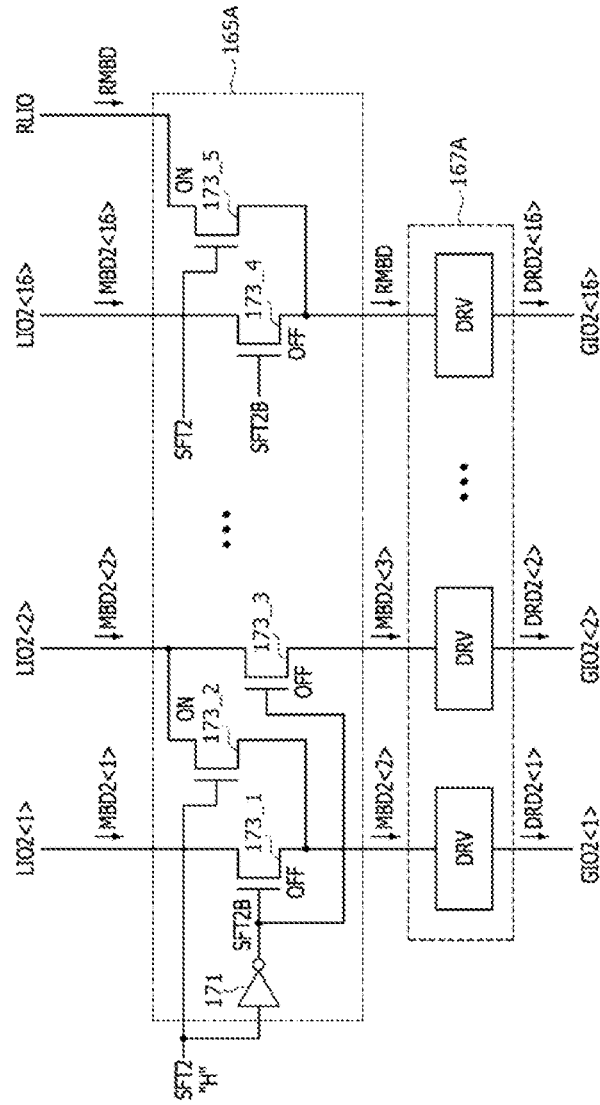 LIO2<1>
LIO2<2>
LIO2<16>
RLIO
MBD2<1>
MBD2<2>
MBD2<16>
RMBD
165A
SFT2
"H"
171
SFT2B
173_1
OFF
ON
173_2
173_3
OFF
SFT2
SFT2B
173_4
OFF
ON
173_5
MBD2<2>
MBD2<3>
RMBD
167A
DRV
DRV
DRV
DRD2<1>
DRD2<2>
DRD2<16>
GIO2<1>
GIO2<2>
GIO2<16>